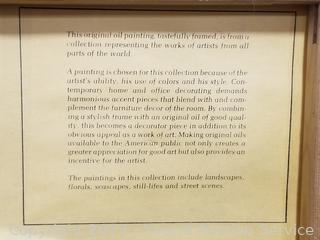 This original oil painting, tastefully framed, is from a
collection representing the works of artists from all
parts of the world.
A painting is chosen for this collection because of the
artist's ability, his use of colors and his style. Con-
temporary home and office decorating demands
harmonious accent pieces that blend with and com-
plement the furniture decor of the room. By combin-
ing a stylish frame with an original oil of good qual-
ity, this becomes a decorator piece in addition to its
obvious appeal as a work of art. Making original oils
available to the American public not only creates a
greater appreciation for good art but also provides an
incentive for the artist.
The paintings in this collection include landscapes,
florals, seascapes, still-lifes and street scenes.